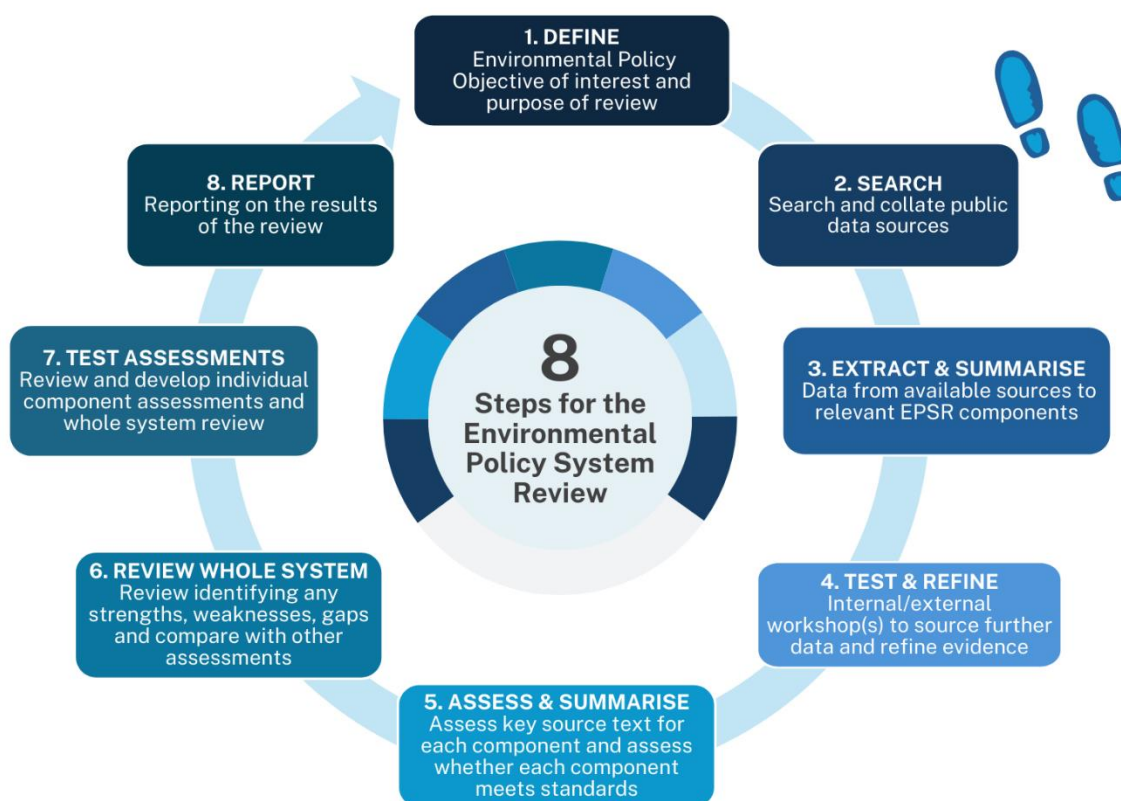 1. DEFINE
Environmental Policy
Objective of interest and
purpose of review
2. SEARCH
Search and collate public
data sources
3. EXTRACT & SUMMARISE
Data from available sources to
relevant EPSR components
4. TEST & REFINE
Internal/external
workshop(s) to source further
data and refine evidence
5. ASSESS & SUMMARISE
Assess key source text for
each component and assess
whether each component
meets standards
6. REVIEW WHOLE SYSTEM
Review identifying any
strengths, weaknesses, gaps
and compare with other
assessments
7. TEST ASSESSMENTS
Review and develop individual
component assessments and
whole system review
8. REPORT
Reporting on the results
of the review
8
Steps for the
Environmental
Policy System
Review